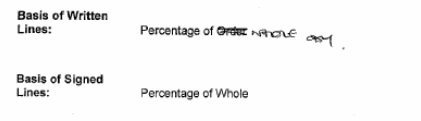 Basis of Written
Lines: Percentage of Order WHOLE
Basis of Signed
Lines: Percentage of Whole